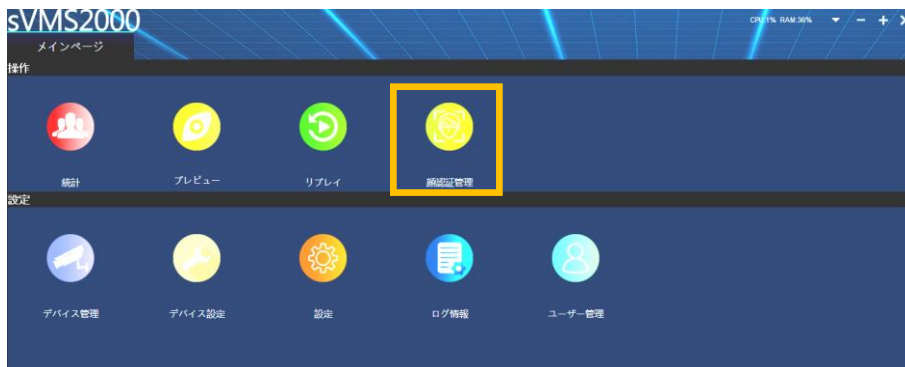 sVMS2000
CPU:1% RAM:36%
メインページ
操作
統計 プレビュー リプレイ 顔認証管理
設定
デバイス管理 デバイス設定 設定 ログ情報 ユーザー管理